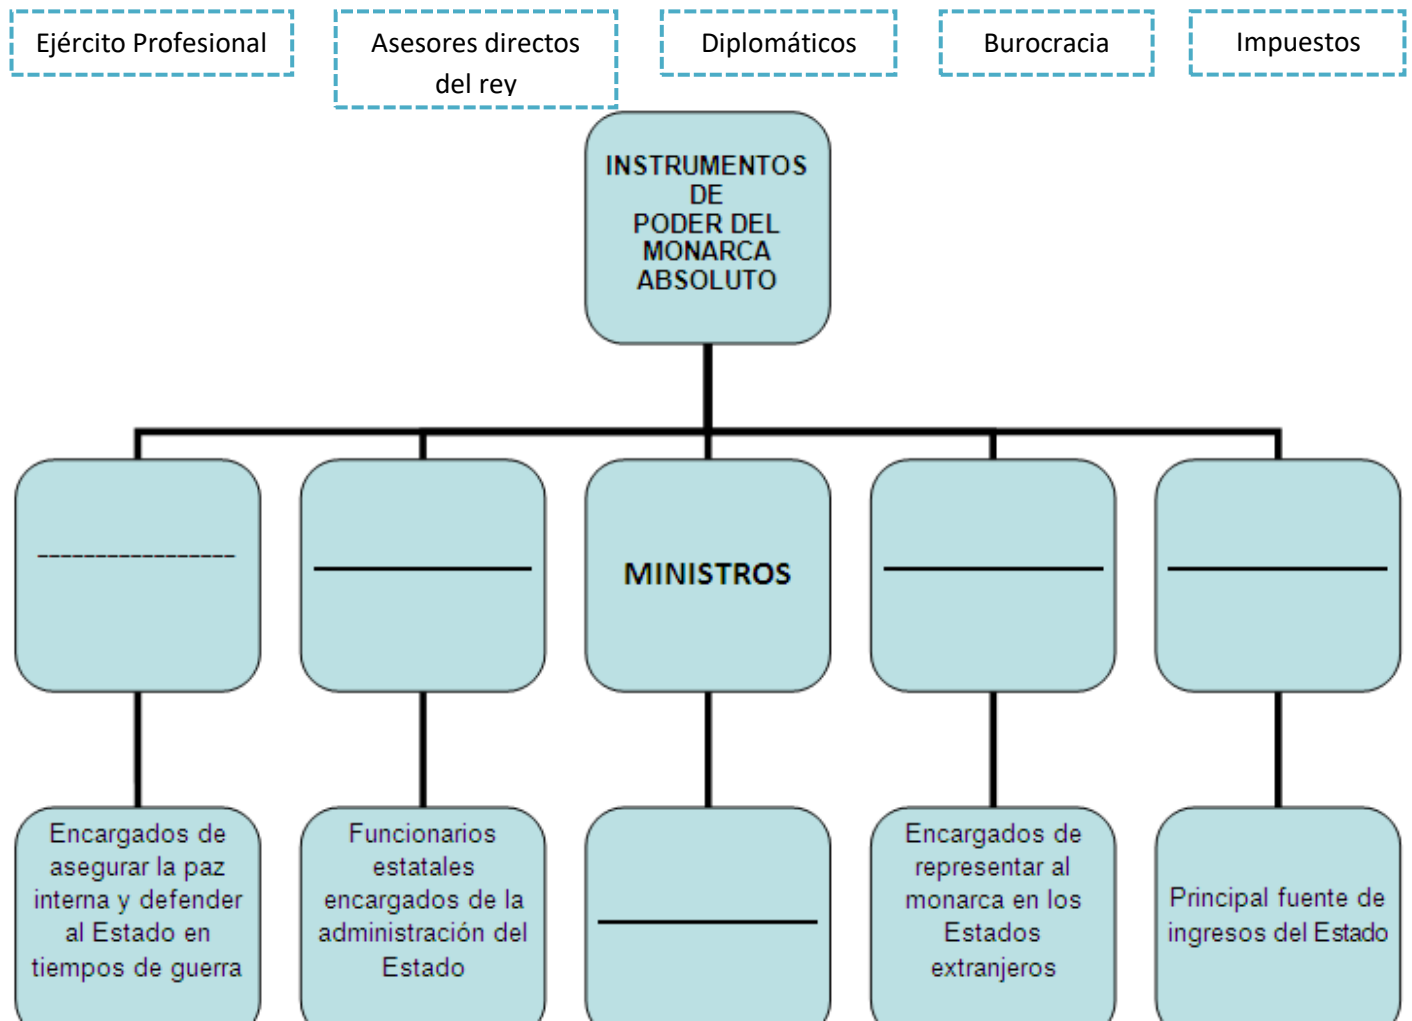 Ejército Profesional
Asesores directos
del rey
Diplomáticos
Burocracia
Impuestos
INSTRUMENTOS
DE
PODER DEL
MONARCA
ABSOLUTO
MINISTROS
Encargados de
asegurar la paz
interna y defender
al Estado en
tiempos de guerra
Funcionarios
estatales
encargados de la
administración del
Estado
Encargados de
representar al
monarca en los
Estados
extranjeros
Principal fuente de
ingresos del Estado